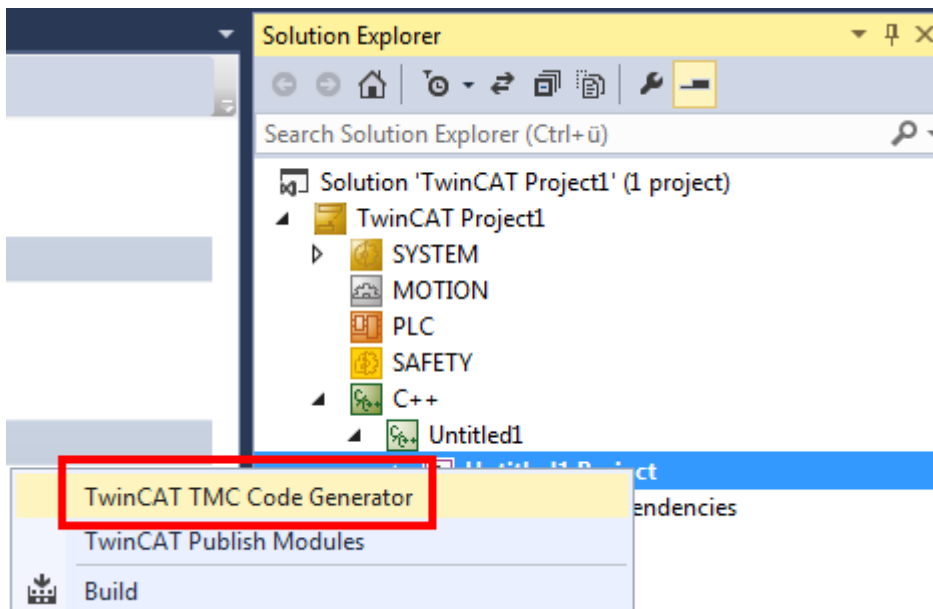 Solution Explorer
Search Solution Explorer (Ctrl+ü)
Solution 'TwinCAT Project1' (1 project)
TwinCAT Project1
SYSTEM
MOTION
PLC
SAFETY
C++
Untitled1
TwinCAT TMC Code Generator
endencies
TwinCAT Publish Modules
Build